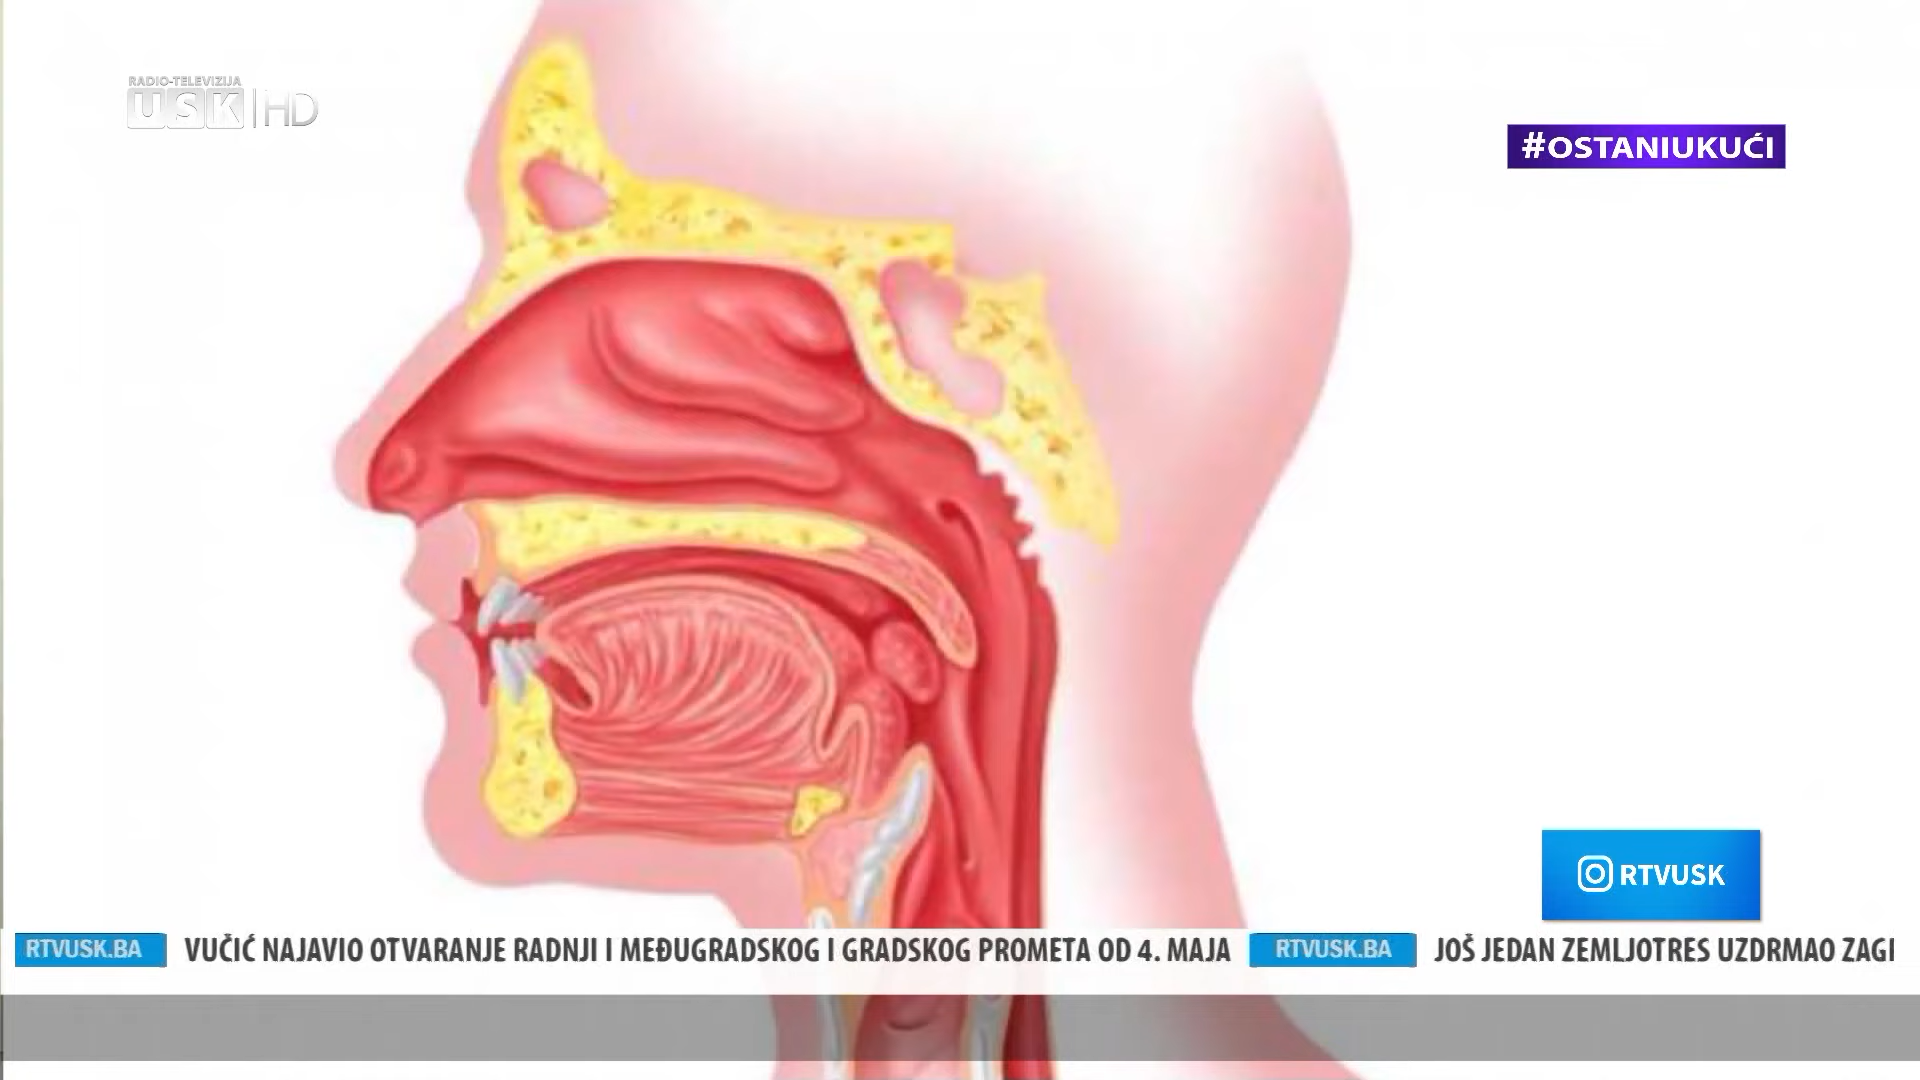 RADIO-TELEVIZIJA
USK HD
#OSTANIUKUĆI
RTVUSK
RTVUSK.BA VUČIĆ NAJAVIO OTVARANJE RADNJI I MEĐUGRADSKOG I GRADSKOG PROMETA OD 4. MAJA RTVUSK.BA JOŠ JEDAN ZEMLJOTRES UZDRMAO ZAGI